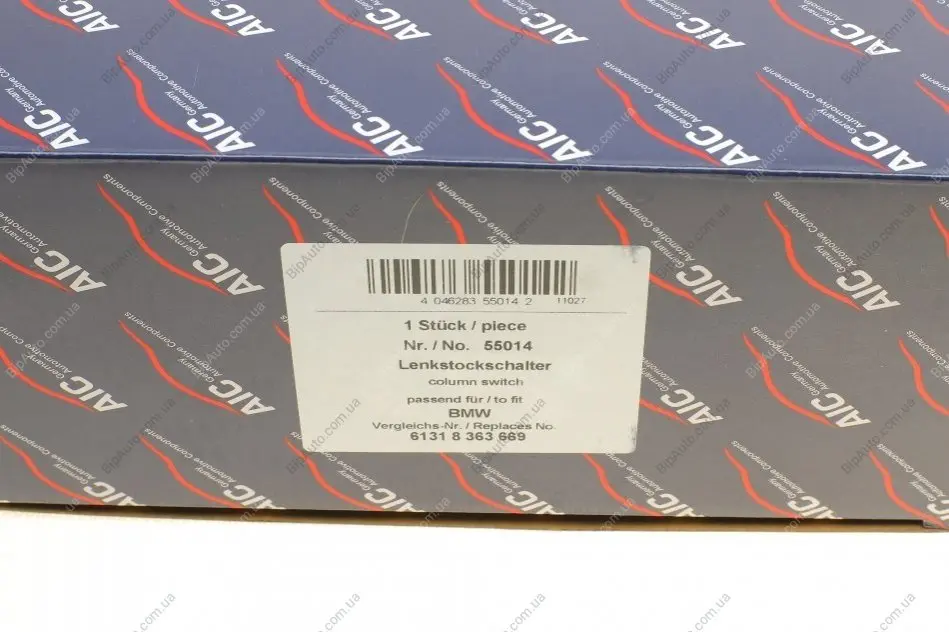 AIC Germany
Automotive Components
4 046283 55014 2 11027
1 Stück / piece
Nr. / No. 55014
Lenkstockschalter
column switch
passend für / to fit
BMW
Vergleichs-Nr. / Replaces No.
6131 8 363 669
BipAuto.com.ua